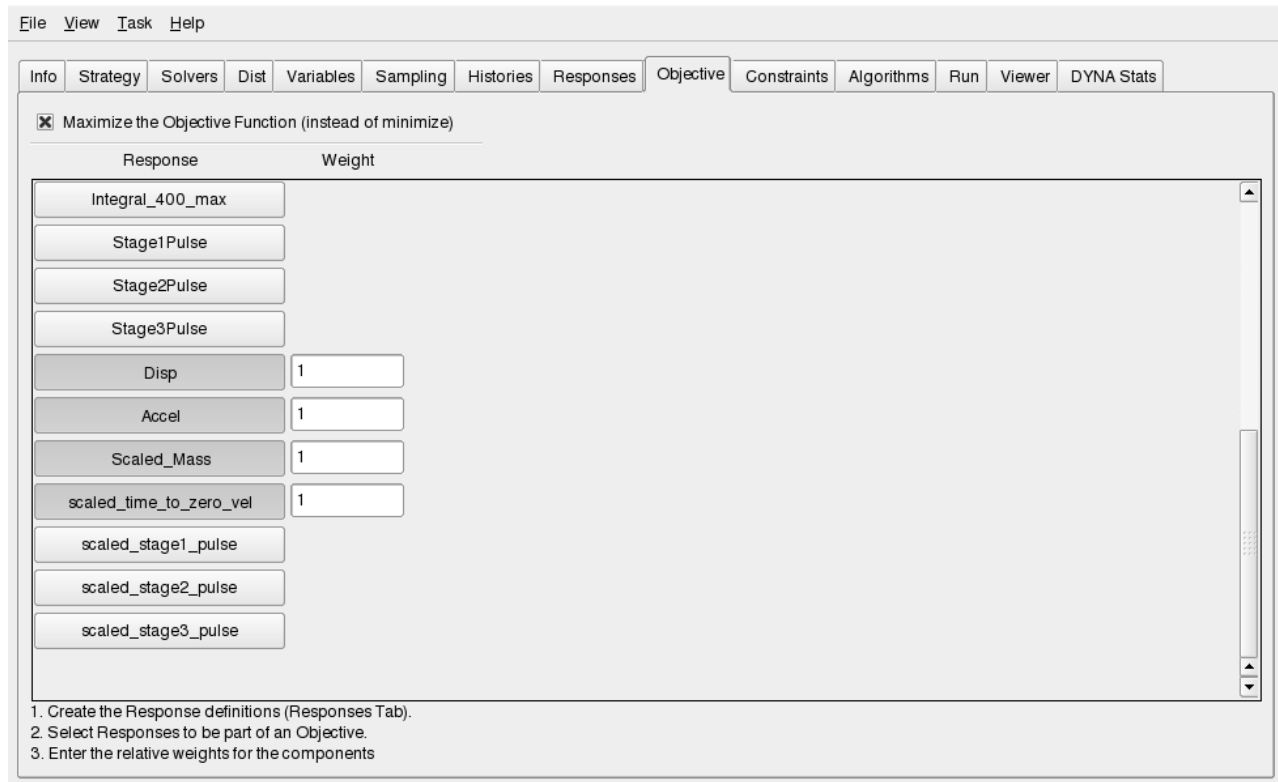 File View Task Help
Info Strategy Solvers Dist Variables Sampling Histories Responses Objective Constraints Algorithms Run Viewer DYNA Stats
Maximize the Objective Function (instead of minimize)
Response Weight
Integral_400_max
Stage1Pulse
Stage2Pulse
Stage3Pulse
Disp 1
Accel 1
Scaled_Mass 1
scaled_time_to_zero_vel 1
scaled_stage1_pulse
scaled_stage2_pulse
scaled_stage3_pulse
1. Create the Response definitions (Responses Tab).
2. Select Responses to be part of an Objective.
3. Enter the relative weights for the components